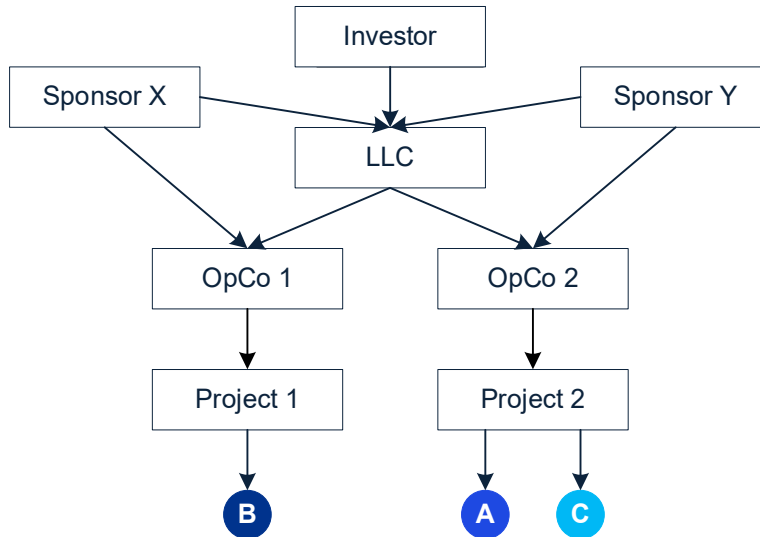 Investor
Sponsor X
Sponsor Y
LLC
OpCo 1
OpCo 2
Project 1
Project 2
B
A
C